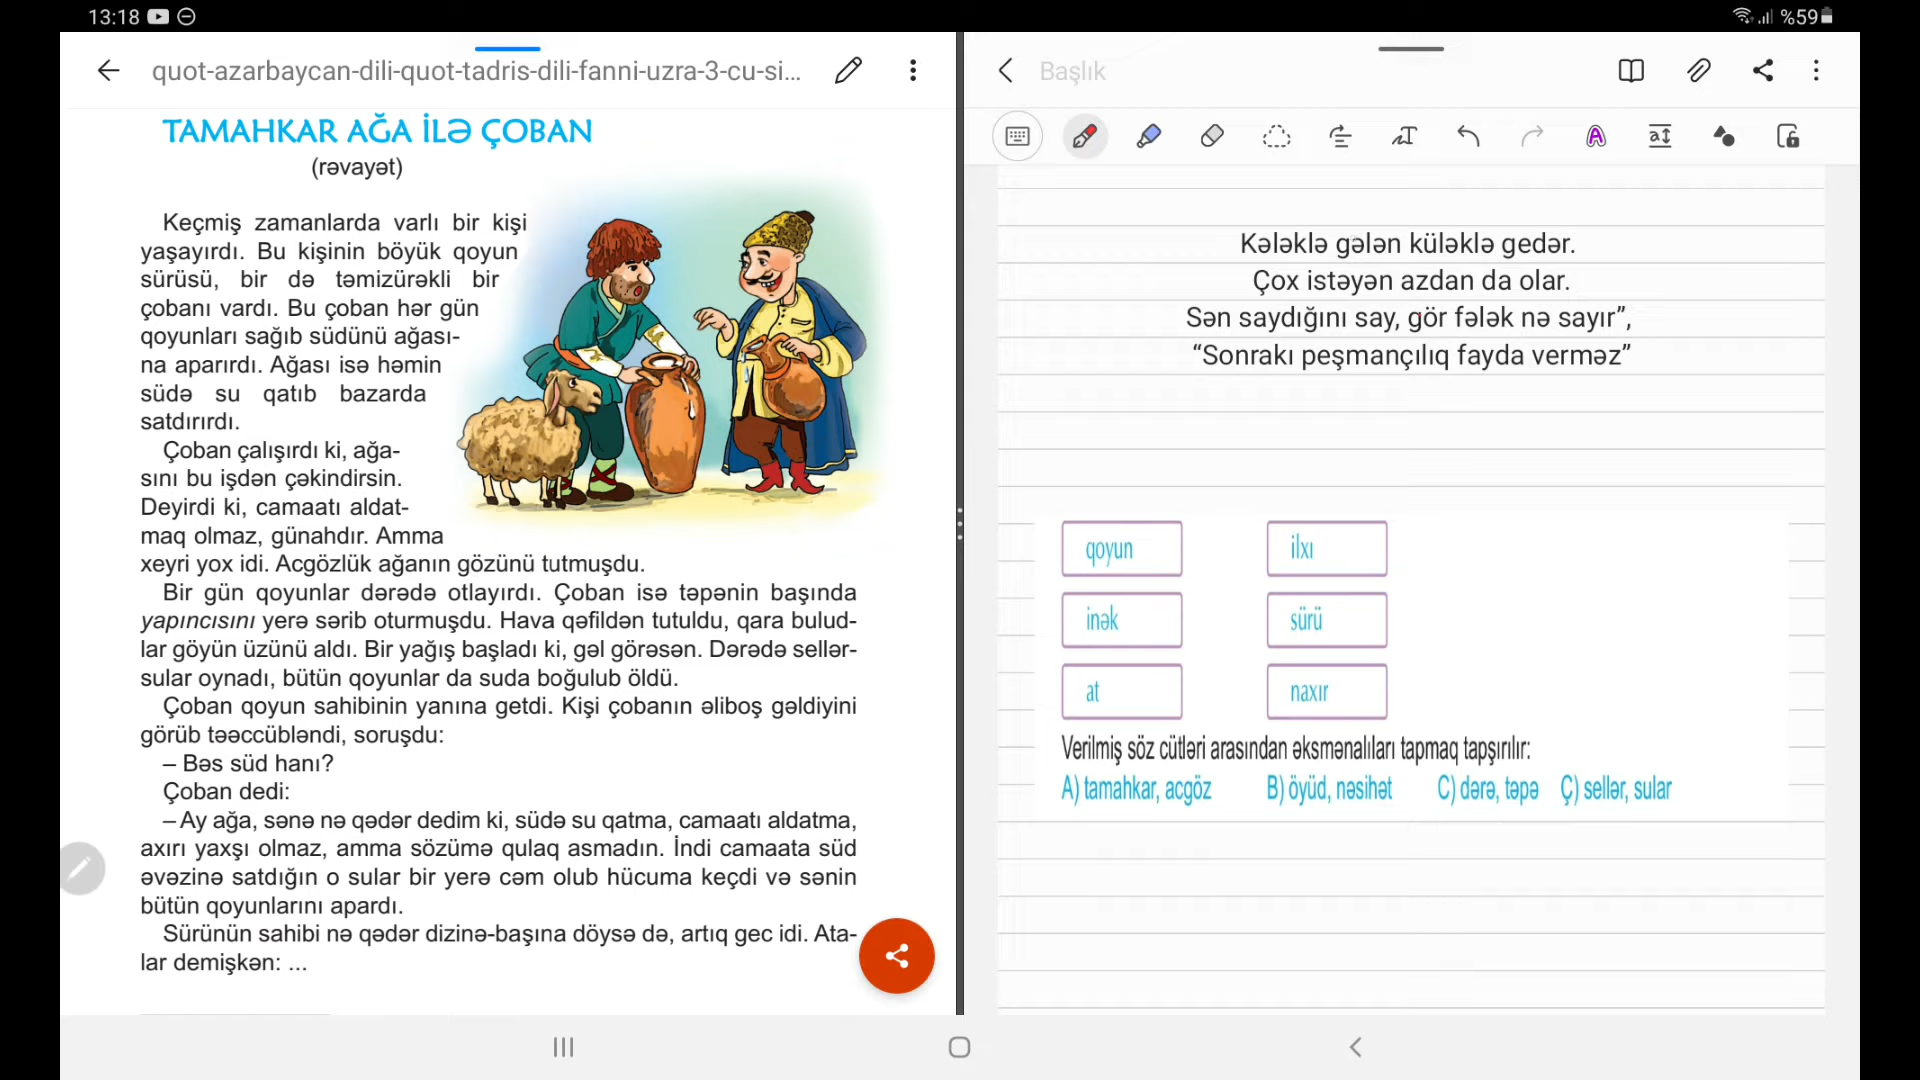 13:18
%59
quot-azarbaycan-dili-quot-tadris-dili-fanni-uzra-3-cu-si...
TAMAHKAR AĞA İLƏ ÇOBAN
(rəvayət)
Keçmiş zamanlarda varlı bir kişi
yaşayırdı. Bu kişinin böyük qoyun
sürüsü, bir də təmizürəkli bir
çobanı vardı. Bu çoban hər gün
qoyunları sağıb südünü ağası-
na aparırdı. Ağası isə həmin
südə su qatıb bazarda
satdırırdı.
Çoban çalışırdı ki, ağa-
sını bu işdən çəkindirsin.
Deyirdi ki, camaatı aldat-
maq olmaz, günahdır. Amma
xeyri yox idi. Acgözlük ağanın gözünü tutmuşdu.
Bir gün qoyunlar dərədə otlayırdı. Çoban isə təpənin başında
yapıncısını yerə sərib oturmuşdu. Hava qəfildən tutuldu, qara bulud-
lar göyün üzünü aldı. Bir yağış başladı ki, gəl görəsən. Dərədə sellər-
sular oynadı, bütün qoyunlar da suda boğulub öldü.
Çoban qoyun sahibinin yanına getdi. Kişi çobanın əliboş gəldiyini
görüb təəccübləndi, soruşdu:
– Bəs süd hanı?
Çoban dedi:
– Ay ağa, sənə nə qədər dedim ki, südə su qatma, camaatı aldatma,
axırı yaxşı olmaz, amma sözümə qulaq asmadın. İndi camaata süd
əvəzinə satdığın o sular bir yerə cəm olub hücuma keçdi və sənin
bütün qoyunlarını apardı.
Sürünün sahibi nə qədər dizinə-başına döysə də, artıq gec idi. Ata-
lar demişkən: ...
Başlık
Kələklə gələn küləklə gedər.
Çox istəyən azdan da olar.
Sən saydığını say, gör fələk nə sayır”,
“Sonrakı peşmançılıq fayda verməz”
qoyun ilxı
inək sürü
at naxır
Verilmiş söz cütləri arasından əksmənalıları tapmaq tapşırılır:
A) tamahkar, acgöz B) öyüd, nəsihət C) dərə, təpə Ç) sellər, sular